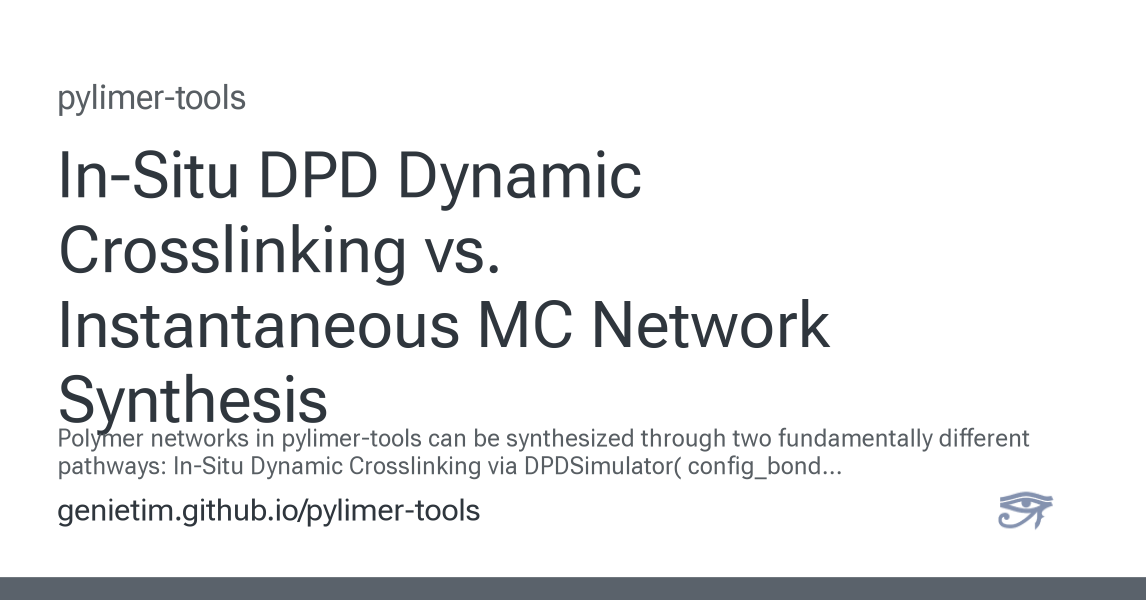 pylimer-tools
In-Situ DPD Dynamic
Crosslinking vs.
Instantaneous MC Network
Synthesis
Polymer networks in pylimer-tools can be synthesized through two fundamentally different
pathways: In-Situ Dynamic Crosslinking via DPDSimulator( config_bond...
genietim.github.io/pylimer-tools